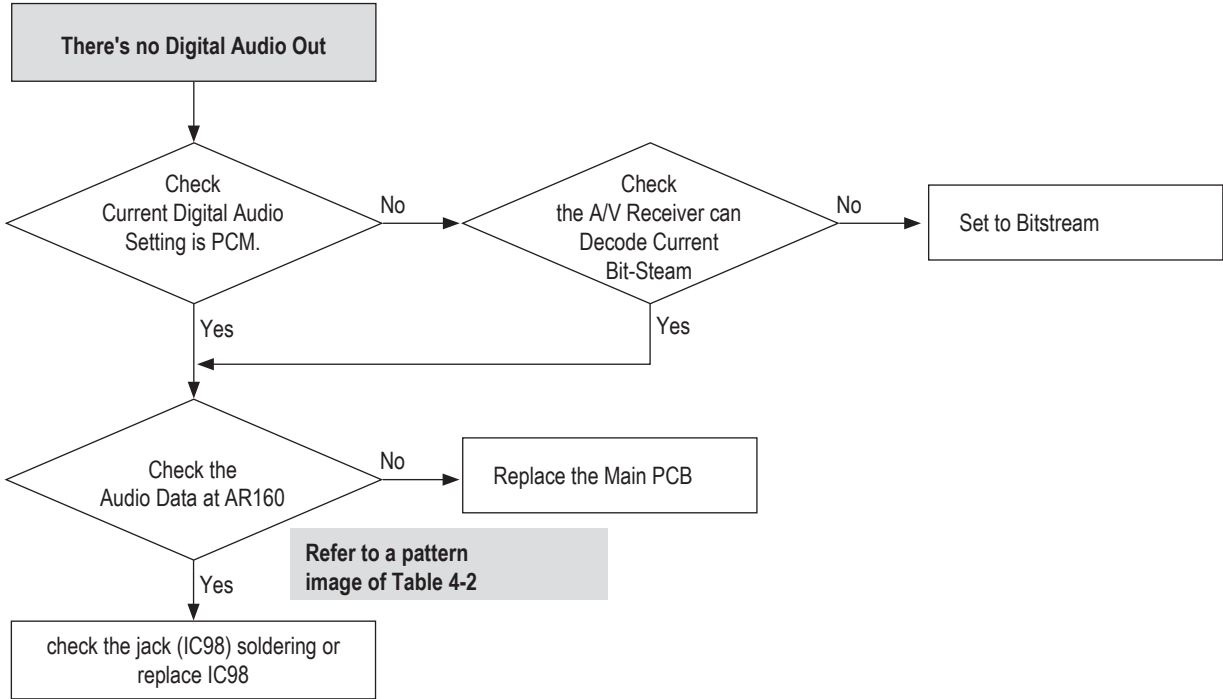 There's no Digital Audio Out
Check
Current Digital Audio
Setting is PCM.
No
Check
the A/V Receiver can
Decode Current
Bit-Steam
No
Set to Bitstream
Yes
Yes
Check the
Audio Data at AR160
No
Replace the Main PCB
Refer to a pattern
image of Table 4-2
Yes
check the jack (IC98) soldering or
replace IC98